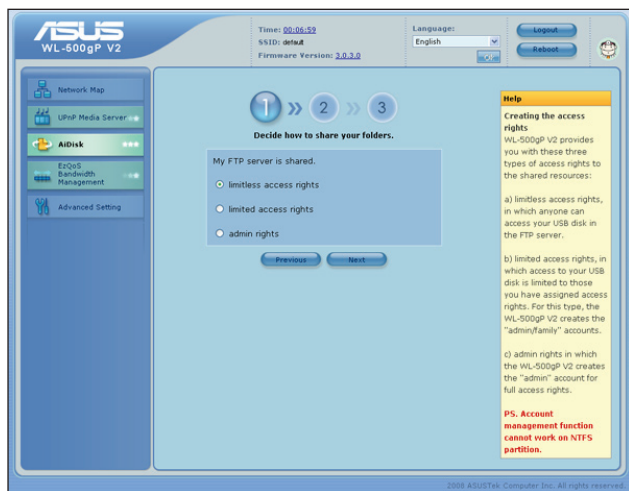 ASUS
WL-500gP V2
Time: 00:06:59
SSID: default
Firmware Version: 3.0.3.0
Language:
English
Logout
Reboot
Network Map
UPnP Media Server
AiDisk
EzQoS
Bandwidth
Management
Advanced Setting
1 » 2 » 3
Decide how to share your folders.
My FTP server is shared.
limitless access rights
limited access rights
admin rights
Previous
Next
Help
Creating the access
rights
WL-500gP V2 provides
you with these three
types of access rights to
the shared resources:
a) limitless access rights,
in which anyone can
access your USB disk in
the FTP server.
b) limited access rights, in
which access to your USB
disk is limited to those
you have assigned access
rights. For this type, the
WL-500gP V2 creates the
"admin/family" accounts.
c) admin rights in which
the WL-500gP V2 creates
the "admin" account for
full access rights.
PS. Account
management function
cannot work on NTFS
partition.
2008 ASUSTek Computer Inc. All rights reserved.